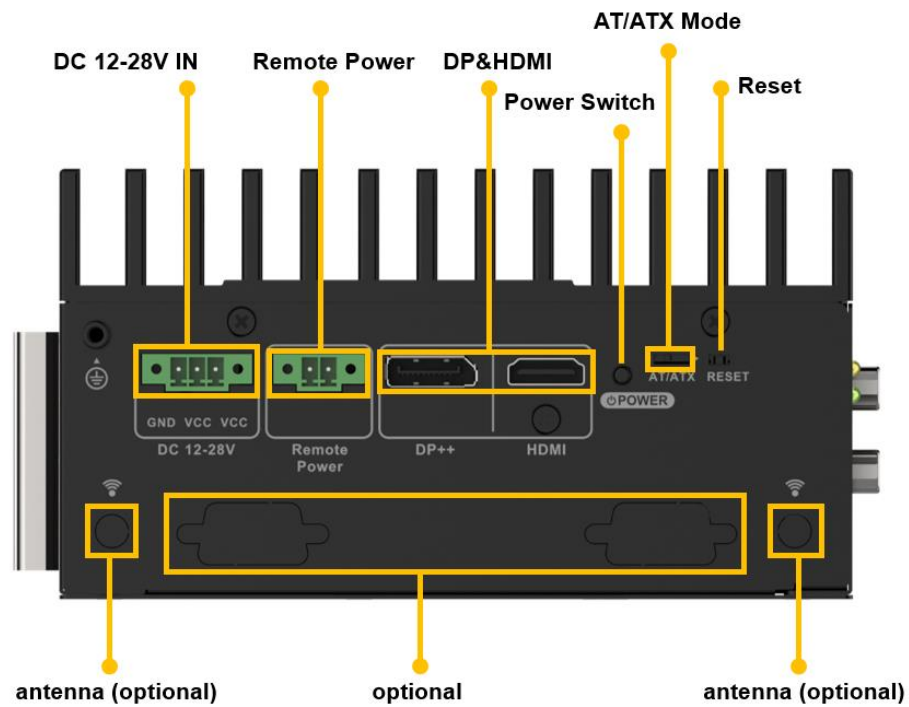 AT/ATX Mode
DC 12-28V IN
Remote Power
DP&HDMI
Power Switch
Reset
AT/ATX
RESET
POWER
GND VCC VCC
DC 12-28V
Remote
Power
DP++
HDMI
antenna (optional)
optional
antenna (optional)